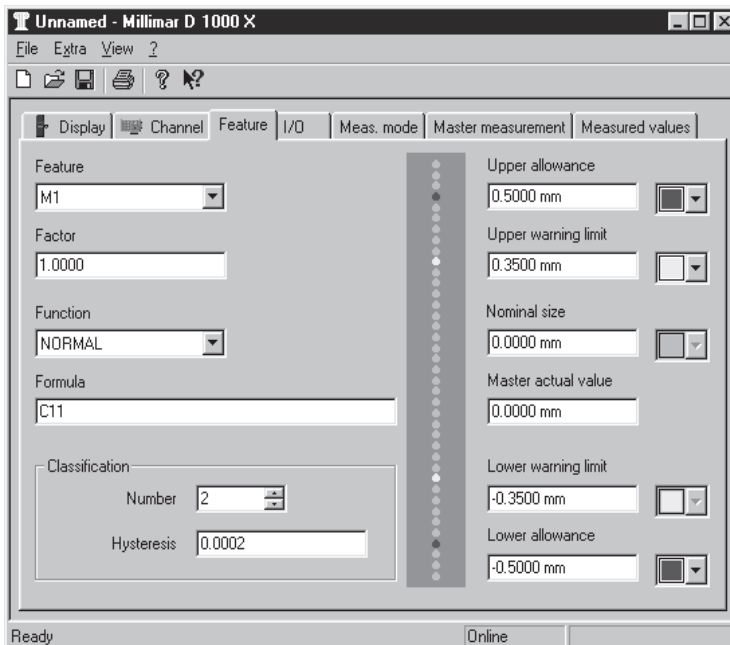 Unnamed - Millimar D 1000 X
File Extra View ?
Display Channel Feature I/O Meas. mode Master measurement Measured values
Feature
M1
Factor
1.0000
Function
NORMAL
Formula
C11
Classification
Number 2
Hysteresis 0.0002
Upper allowance
0.5000 mm
Upper warning limit
0.3500 mm
Nominal size
0.0000 mm
Master actual value
0.0000 mm
Lower warning limit
-0.3500 mm
Lower allowance
-0.5000 mm
Ready Online